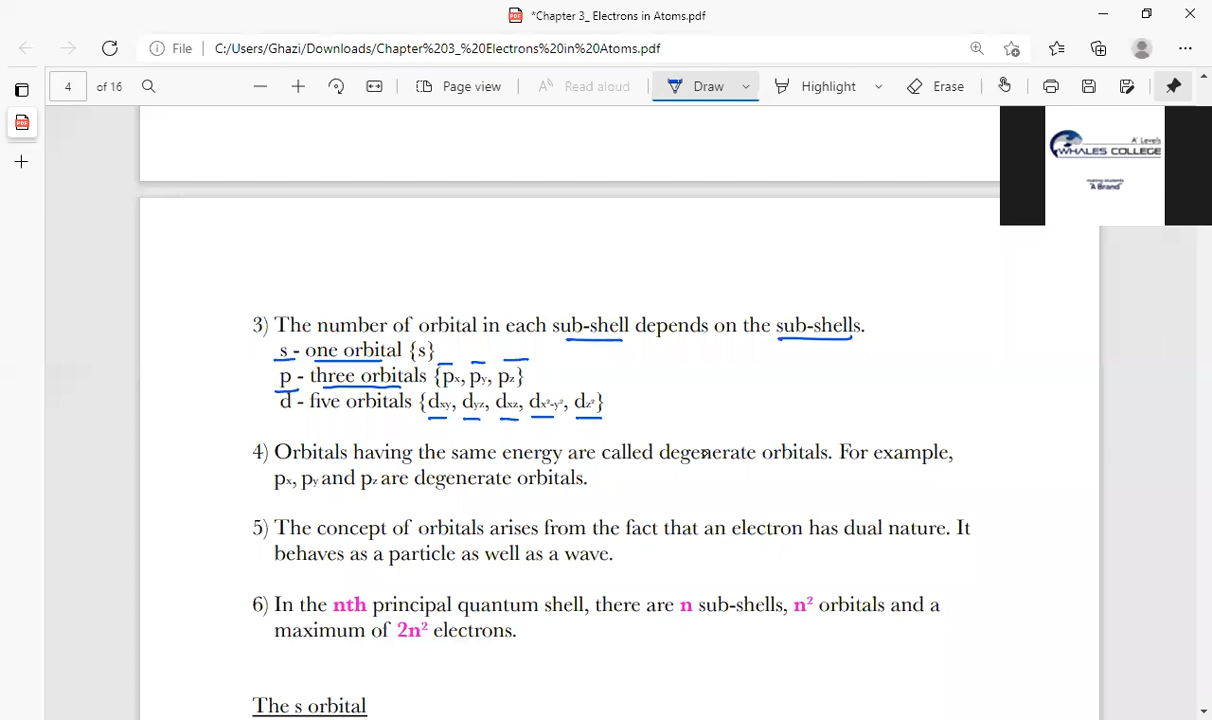 *Chapter 3_ Electrons in Atoms.pdf
File C:/Users/Ghazi/Downloads/Chapter%203_%20Electrons%20in%20Atoms.pdf
4 of 16 Page view Read aloud Draw Highlight Erase
A' Levels
WHALES COLLEGE
"A Brand"
3) The number of orbital in each sub-shell depends on the sub-shells.
s - one orbital {s}
p - three orbitals {px, py, pz}
d - five orbitals {dxy, dyz, dxz, dx²-y², dz²}
4) Orbitals having the same energy are called degenerate orbitals. For example,
px, py and pz are degenerate orbitals.
5) The concept of orbitals arises from the fact that an electron has dual nature. It
behaves as a particle as well as a wave.
6) In the nth principal quantum shell, there are n sub-shells, n² orbitals and a
maximum of 2n² electrons.
The s orbital